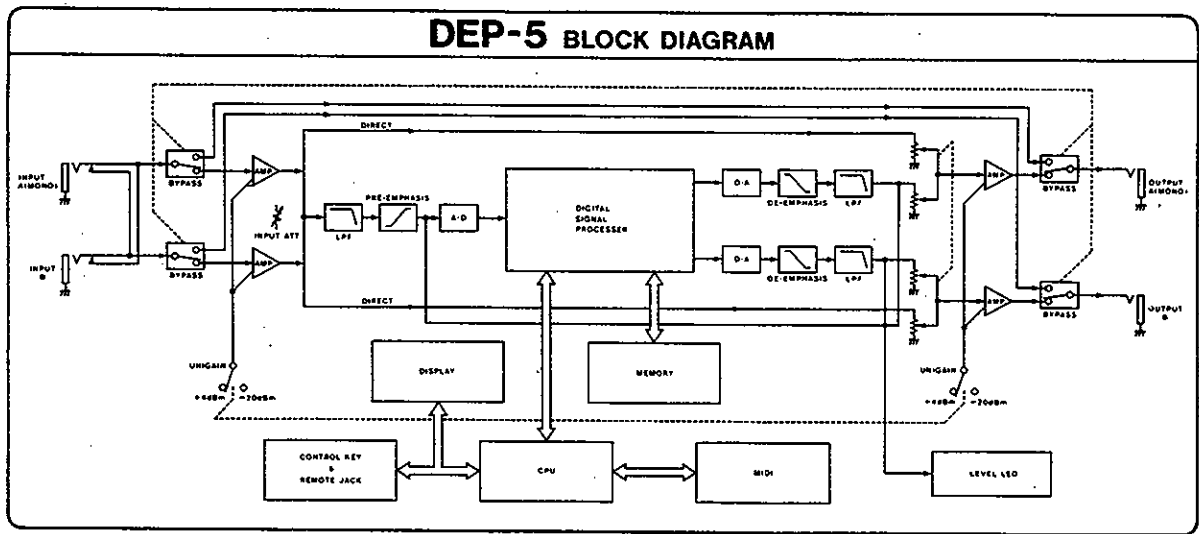 DEP-5 BLOCK DIAGRAM
DIRECT
INPUT
A(MONO)
BYPASS
AMP
PRE-EMPHASIS
LPF
A/D
INPUT ATT
DIGITAL
SIGNAL
PROCESSER
D/A
DE-EMPHASIS
LPF
AMP
BYPASS
OUTPUT
A(MONO)
INPUT
B
BYPASS
AMP
D/A
DE-EMPHASIS
LPF
DIRECT
AMP
BYPASS
OUTPUT
B
UNIGAIN
+4dBm
-20dBm
DISPLAY
MEMORY
UNIGAIN
+4dBm
-20dBm
CONTROL KEY
&
REMOTE JACK
CPU
MIDI
LEVEL LED